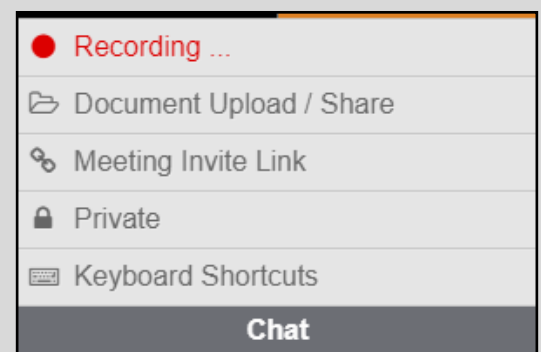 Recording ...
Document Upload / Share
Meeting Invite Link
Private
Keyboard Shortcuts
Chat